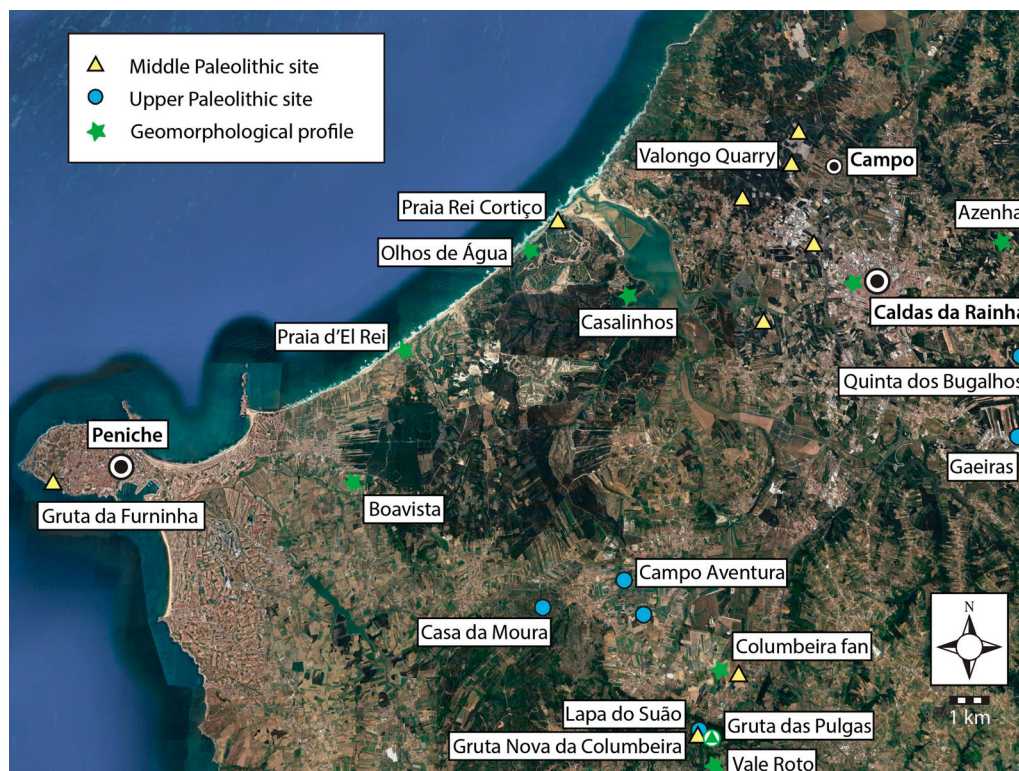 Middle Paleolithic site
Upper Paleolithic site
Geomorphological profile
Valongo Quarry
Campo
Praia Rei Cortiço
Azenha
Olhos de Água
Casalinhos
Caldas da Rainha
Praia d'El Rei
Quinta dos Bugalhos
Peniche
Gaeiras
Gruta da Furninha
Boavista
Campo Aventura
Casa da Moura
N
Columbeira fan
1 km
Lapa do Suão
Gruta das Pulgas
Gruta Nova da Columbeira
Vale Roto